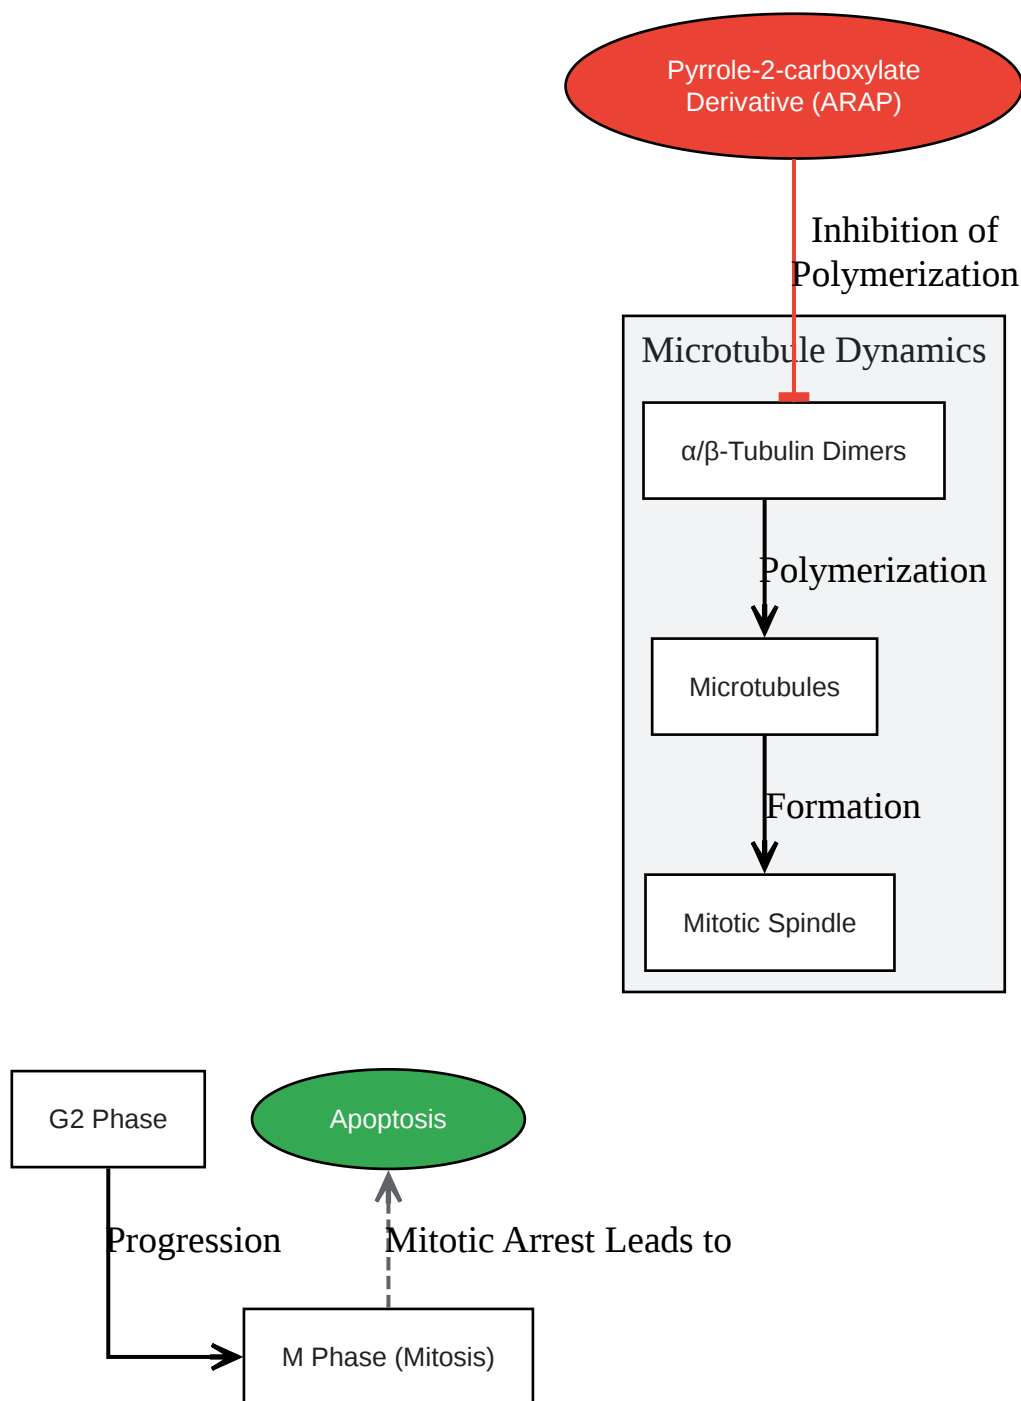 Pyrrole-2-carboxylate
Derivative (ARAP)
Inhibition of
Polymerization
Microtubule Dynamics
α/β-Tubulin Dimers
Polymerization
Microtubules
Formation
Mitotic Spindle
G2 Phase
Apoptosis
Progression
Mitotic Arrest Leads to
M Phase (Mitosis)